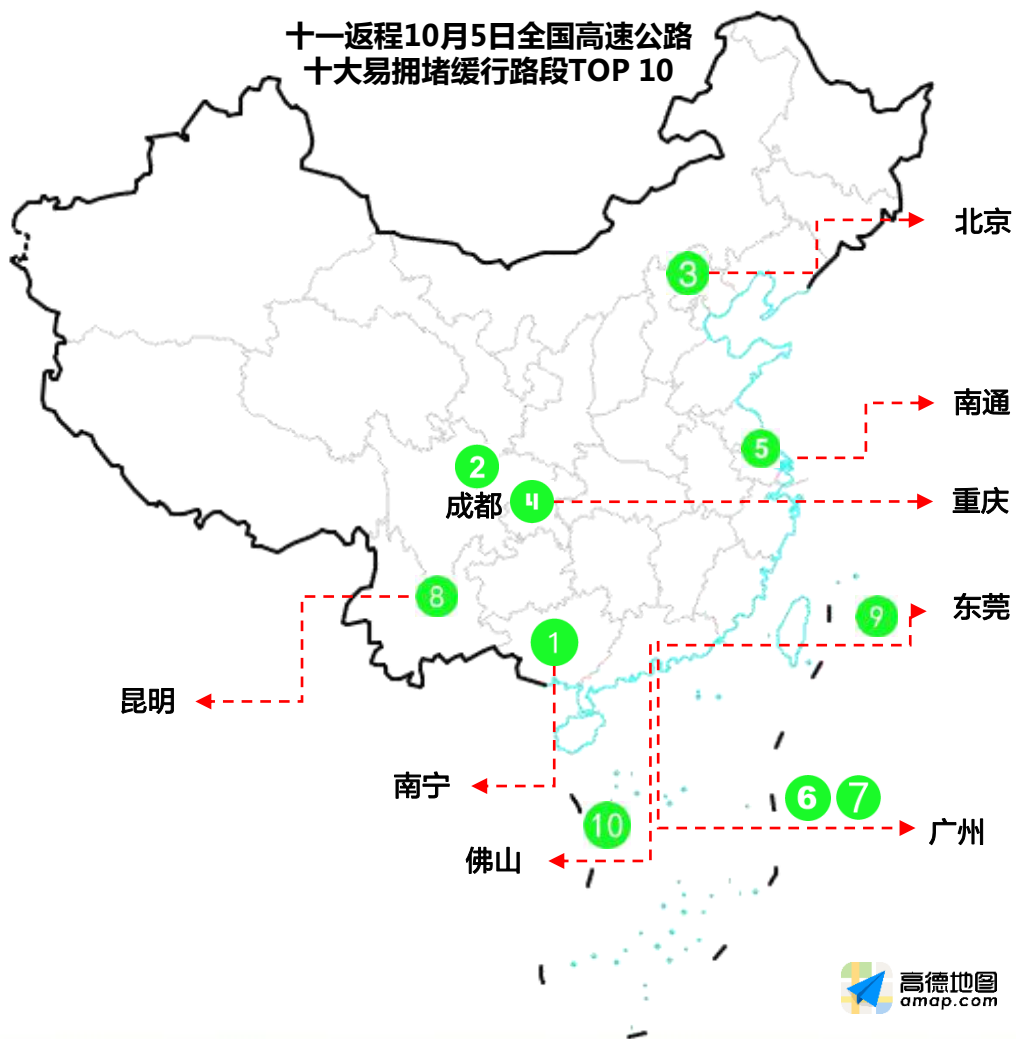 十一返程10月5日全国高速公路
十大易拥堵缓行路段TOP 10
北京
3
南通
5
2
成都
4
重庆
8
东莞
9
1
昆明
南宁
6
7
10
广州
佛山
高德地图
amap.com